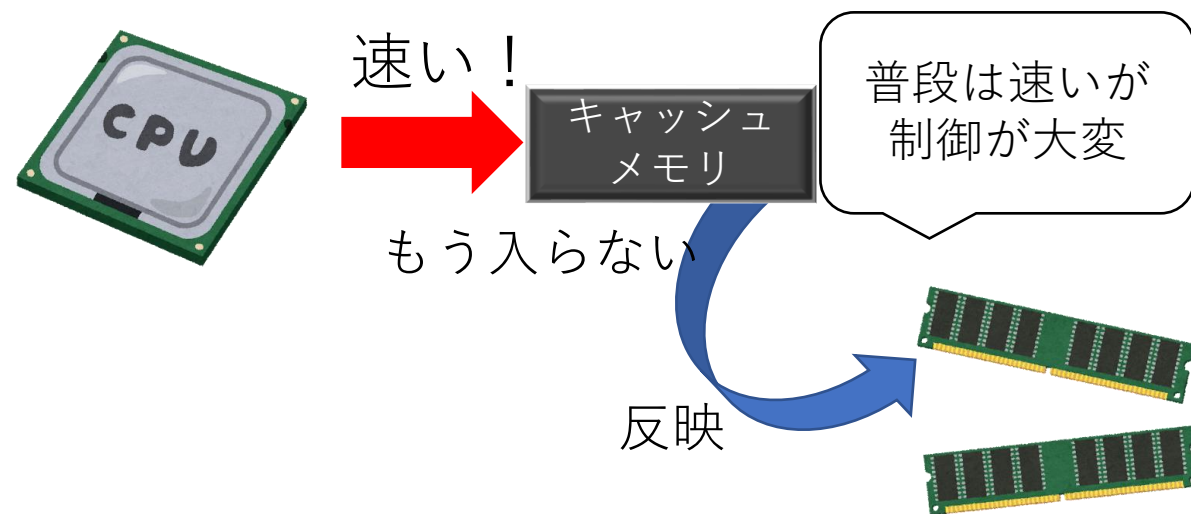 CPU
速い！
キャッシュ
メモリ
普段は速いが
制御が大変
もう入らない
反映